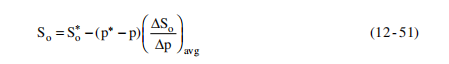 S_o = S_o^* − (p* − p)(ΔS_o / Δp)_avg (12-51)